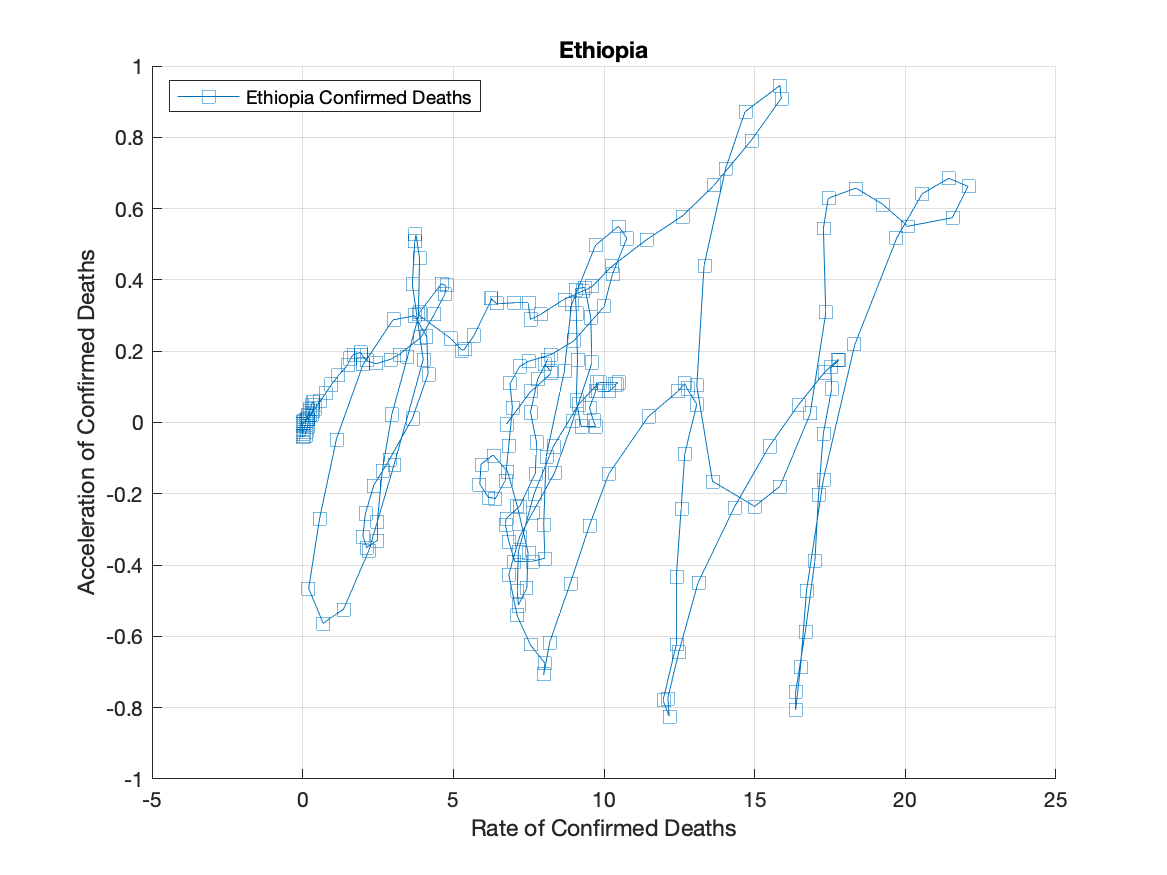 Ethiopia
Ethiopia Confirmed Deaths
1
0.8
0.6
0.4
0.2
0
-0.2
-0.4
-0.6
-0.8
-1
Acceleration of Confirmed Deaths
-5 0 5 10 15 20 25
Rate of Confirmed Deaths